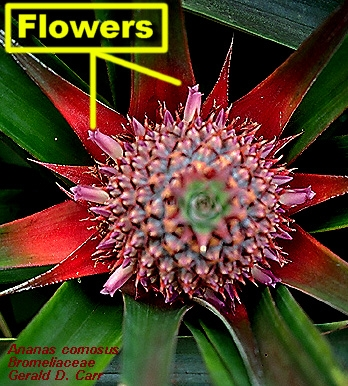 Flowers
Ananas comosus
Bromeliaceae
Gerald D. Carr